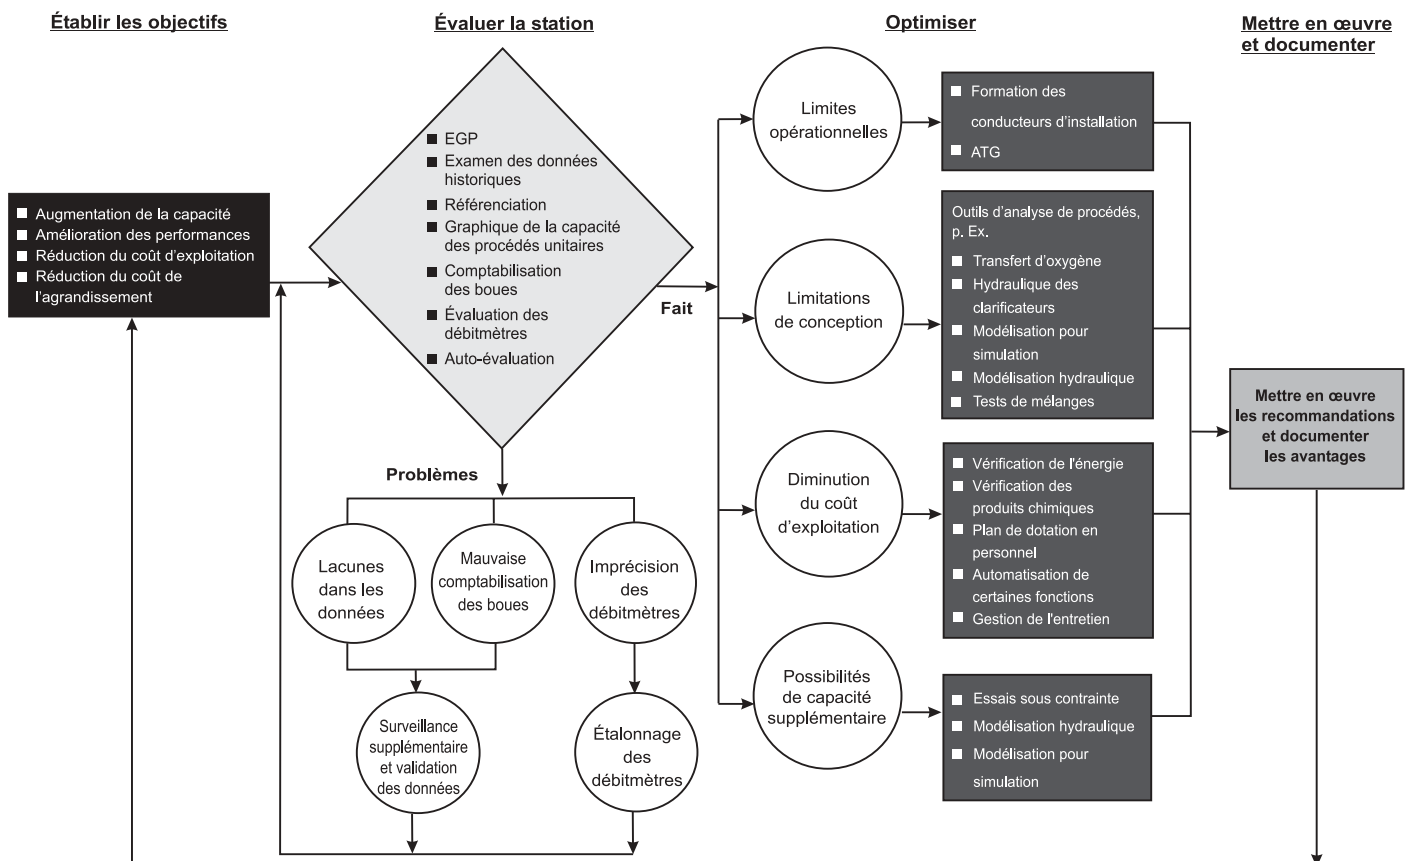 Établir les objectifs
Évaluer la station
Optimiser
Mettre en œuvre
et documenter
Augmentation de la capacité
Amélioration des performances
Réduction du coût d'exploitation
Réduction du coût de
l'agrandissement
EGP
Examen des données
historiques
Référenciation
Graphique de la capacité
des procédés unitaires
Comptabilisation
des boues
Évaluation des
débitmètres
Auto-évaluation
Fait
Problèmes
Lacunes
dans les
données
Mauvaise
comptabilisation
des boues
Imprécision
des
débitmètres
Surveillance
supplémentaire
et validation
des données
Étalonnage
des
débitmètres
Limites
opérationnelles
Formation des
conducteurs d'installation
ATG
Limitations
de conception
Outils d'analyse de procédés,
p. Ex.
Transfert d'oxygène
Hydraulique des
clarificateurs
Modélisation pour
simulation
Modélisation hydraulique
Tests de mélanges
Diminution
du coût
d'exploitation
Vérification de l'énergie
Vérification des
produits chimiques
Plan de dotation en
personnel
Automatisation de
certaines fonctions
Gestion de l'entretien
Possibilités
de capacité
supplémentaire
Essais sous contrainte
Modélisation hydraulique
Modélisation pour
simulation
Mettre en œuvre
les recommandations
et documenter
les avantages